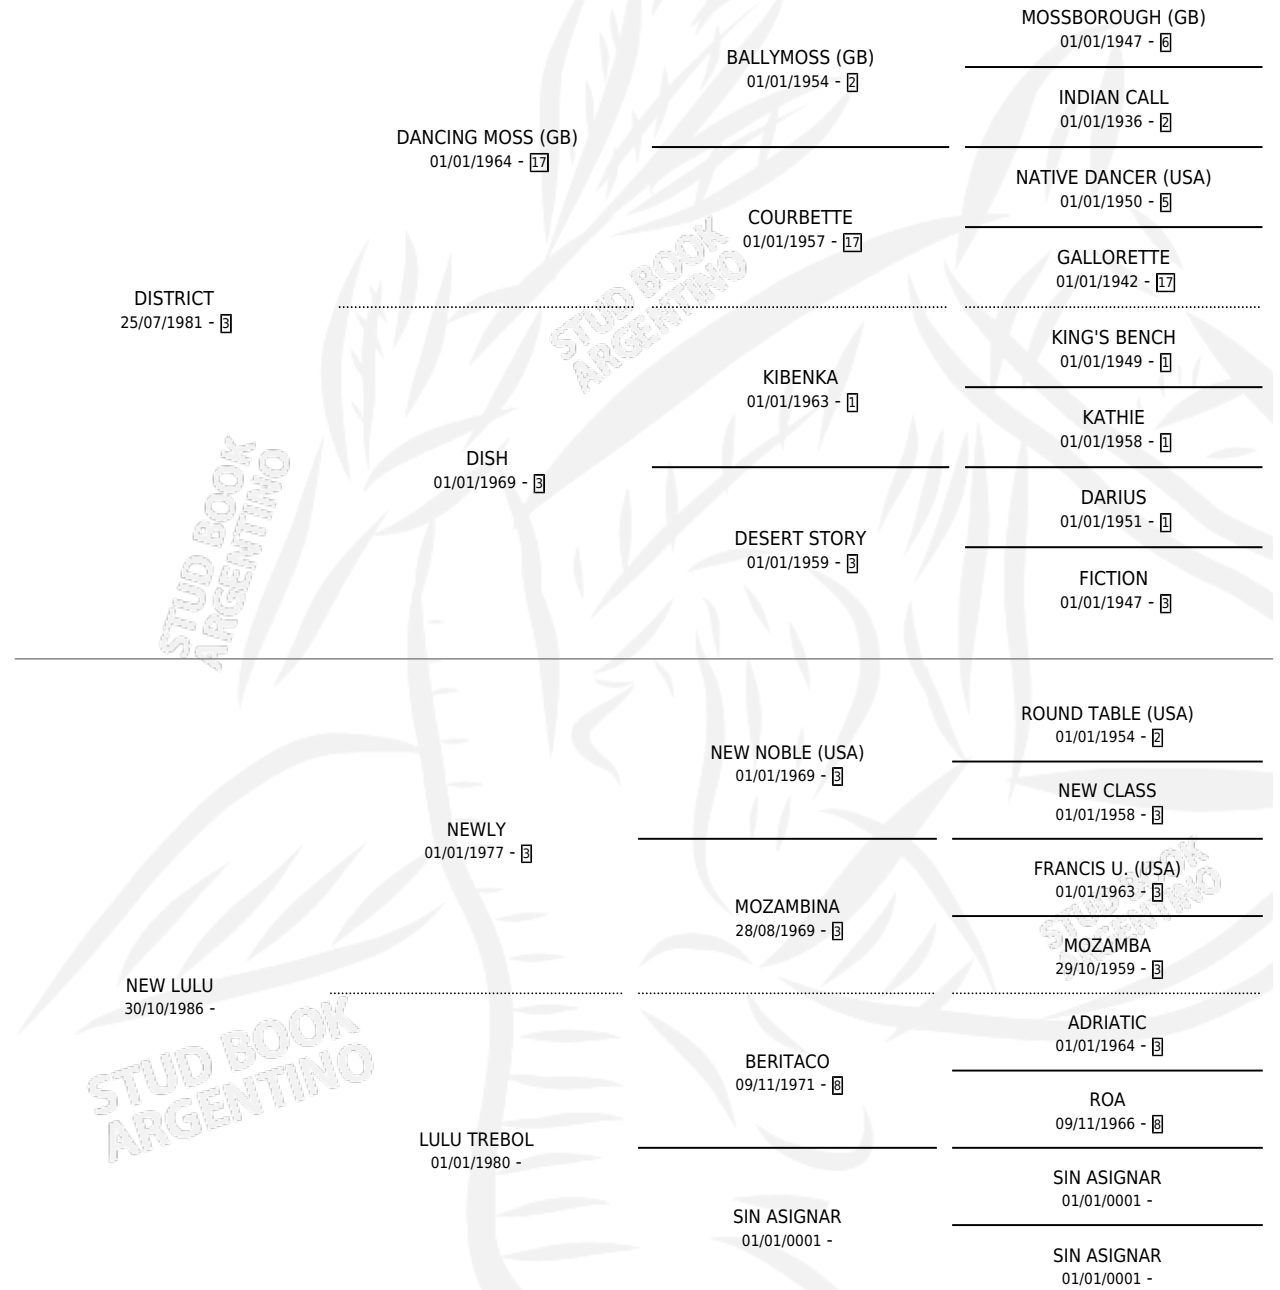 MOSSBOROUGH (GB)
01/01/1947 - 6
BALLYMOSS (GB)
01/01/1954 - 2
INDIAN CALL
01/01/1936 - 2
DANCING MOSS (GB)
01/01/1964 - 17
NATIVE DANCER (USA)
01/01/1950 - 5
COURBETTE
01/01/1957 - 17
GALLORETTE
01/01/1942 - 17
DISTRICT
25/07/1981 - 3
KING'S BENCH
01/01/1949 - 1
KIBENKA
01/01/1963 - 1
KATHIE
01/01/1958 - 1
DISH
01/01/1969 - 3
DARIUS
01/01/1951 - 1
DESERT STORY
01/01/1959 - 3
FICTION
01/01/1947 - 3
STUD BOOK
ARGENTINO
STUD BOOK
ARGENTINO
ROUND TABLE (USA)
01/01/1954 - 2
NEW NOBLE (USA)
01/01/1969 - 3
NEW CLASS
01/01/1958 - 3
NEWLY
01/01/1977 - 3
FRANCIS U. (USA)
01/01/1963 - 3
MOZAMBINA
28/08/1969 - 3
MOZAMBA
29/10/1959 - 3
NEW LULU
30/10/1986 -
ADRIATIC
01/01/1964 - 3
BERITACO
09/11/1971 - 8
ROA
09/11/1966 - 8
LULU TREBOL
01/01/1980 -
SIN ASIGNAR
01/01/0001 -
SIN ASIGNAR
01/01/0001 -
SIN ASIGNAR
01/01/0001 -
STUD BOOK
ARGENTINO
STUD BOOK
ARGENTINO